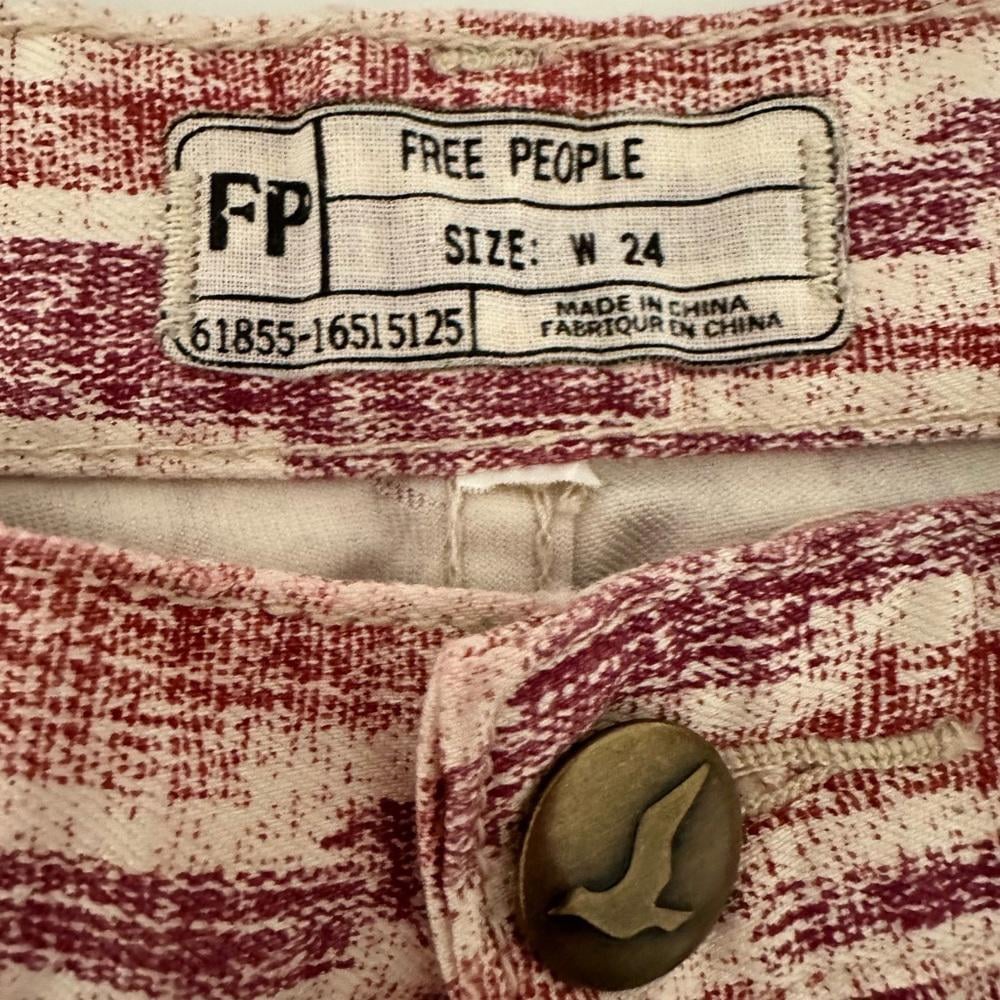 FP
FREE PEOPLE
SIZE: W 24
61855-16515125
MADE IN CHINA
FABRIQUR EN CHINA